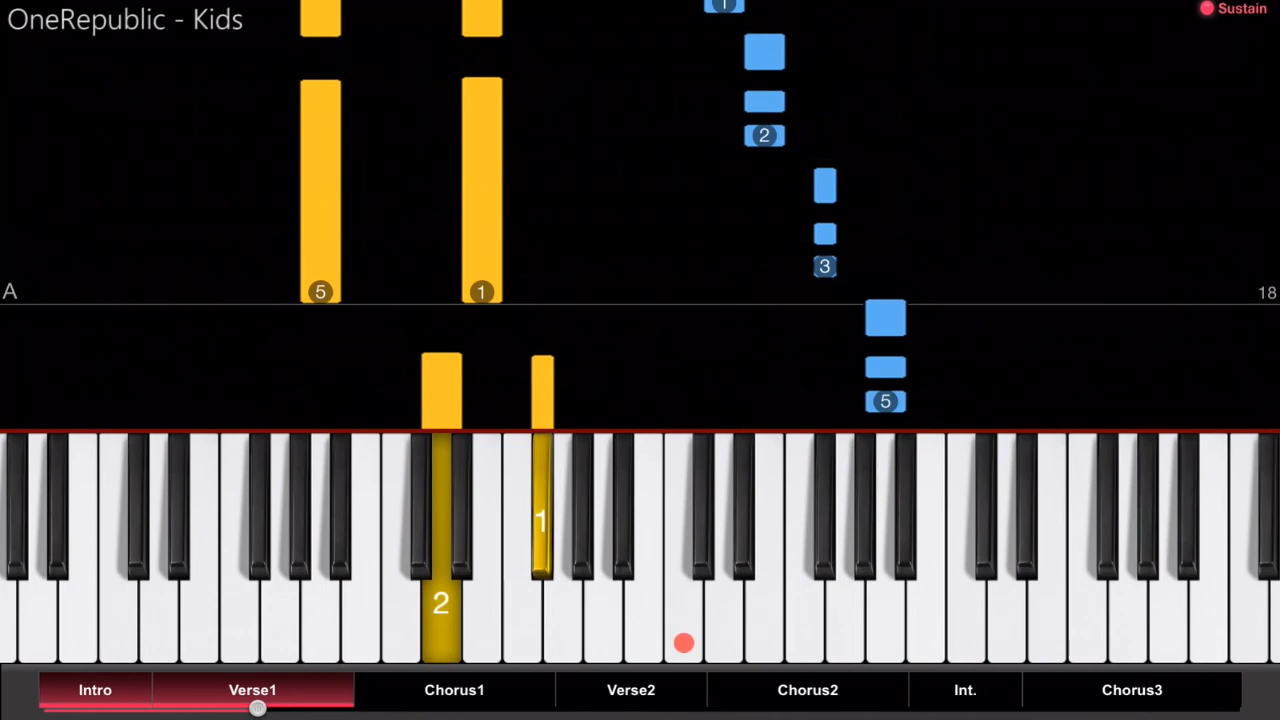 OneRepublic - Kids
Sustain
1
2
3
5
1
A
18
5
1
2
Intro
Verse1
Chorus1
Verse2
Chorus2
Int.
Chorus3